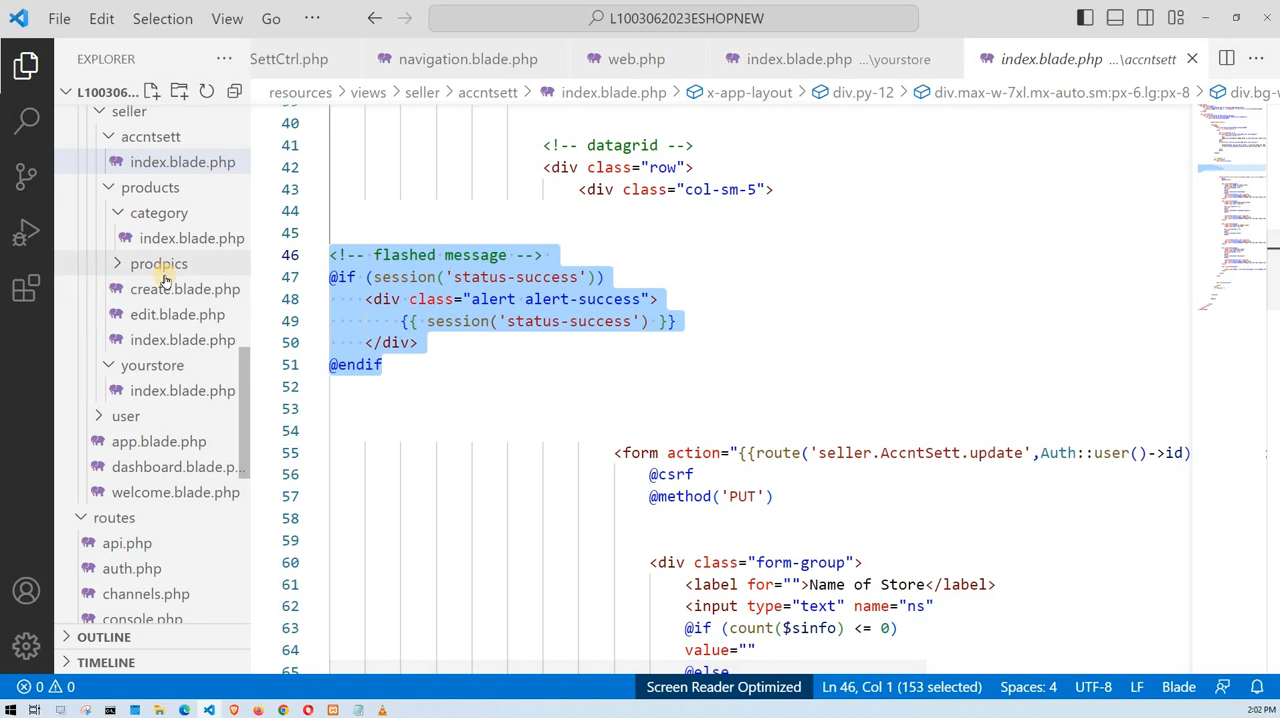 File Edit Selection View Go ··· L1003062023ESHOPNEW
EXPLORER ··· SettCtrl.php navigation.blade.php web.php index.blade.php ...\yourstore index.blade.php ...\accntsett
L100306... resources > views > seller > accntsett > index.blade.php > x-app-layout > div.py-12 > div.max-w-7xl.mx-auto.sm:px-6.lg:px-8 > div.bg-w
seller
accntsett
index.blade.php
products
category
index.blade.php
prodpics
create.blade.php
edit.blade.php
index.blade.php
yourstore
index.blade.php
user
app.blade.php
dashboard.blade.p...
welcome.blade.php
routes
api.php
auth.php
channels.php
console.php
OUTLINE
TIMELINE
39
40
41 <!-- datagrid -->
42 <div class="row">
43 <div class="col-sm-5">
44
45
46 <!-- flashed message -->
47 @if (session('status-success'))
48 <div class="alert alert-success">
49 {{ session('status-success') }}
50 </div>
51 @endif
52
53
54
55 <form action="{{route('seller.AccntSett.update',Auth::user()->id)
56 @csrf
57 @method('PUT')
58
59
60 <div class="form-group">
61 <label for="">Name of Store</label>
62 <input type="text" name="ns"
63 @if (count($sinfo) <= 0)
64 value=""
65 @else
0 0 Screen Reader Optimized Ln 46, Col 1 (153 selected) Spaces: 4 UTF-8 LF Blade
2:02 PM